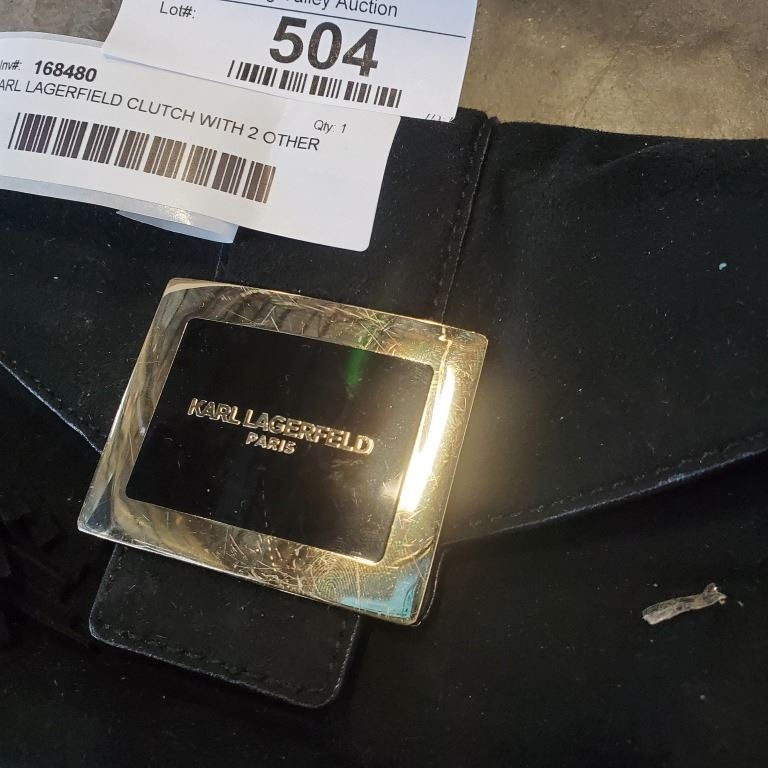 Valley Auction
Lot#:
504
Inv#: 168480
ARL LAGERFIELD CLUTCH WITH 2 OTHER
Qty: 1
KARL LAGERFELD
PARIS